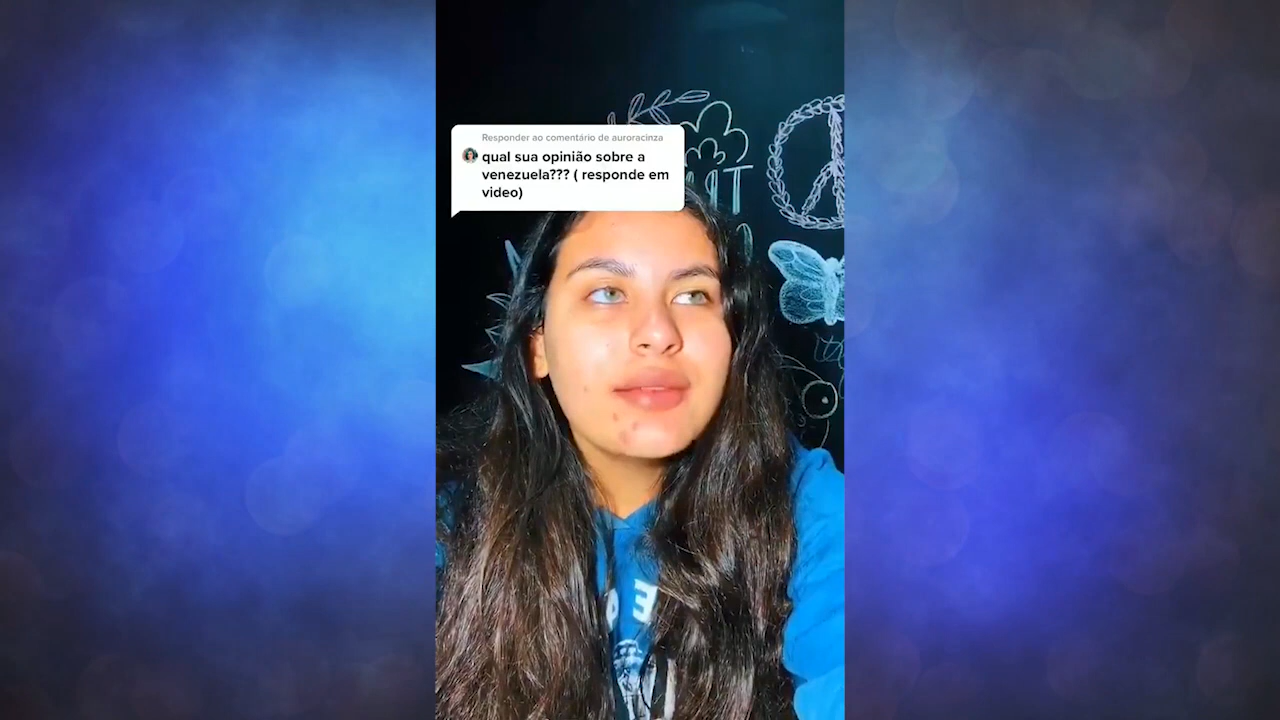 Responder ao comentário de auroracinza
qual sua opinião sobre a
venezuela??? ( responde em
video)